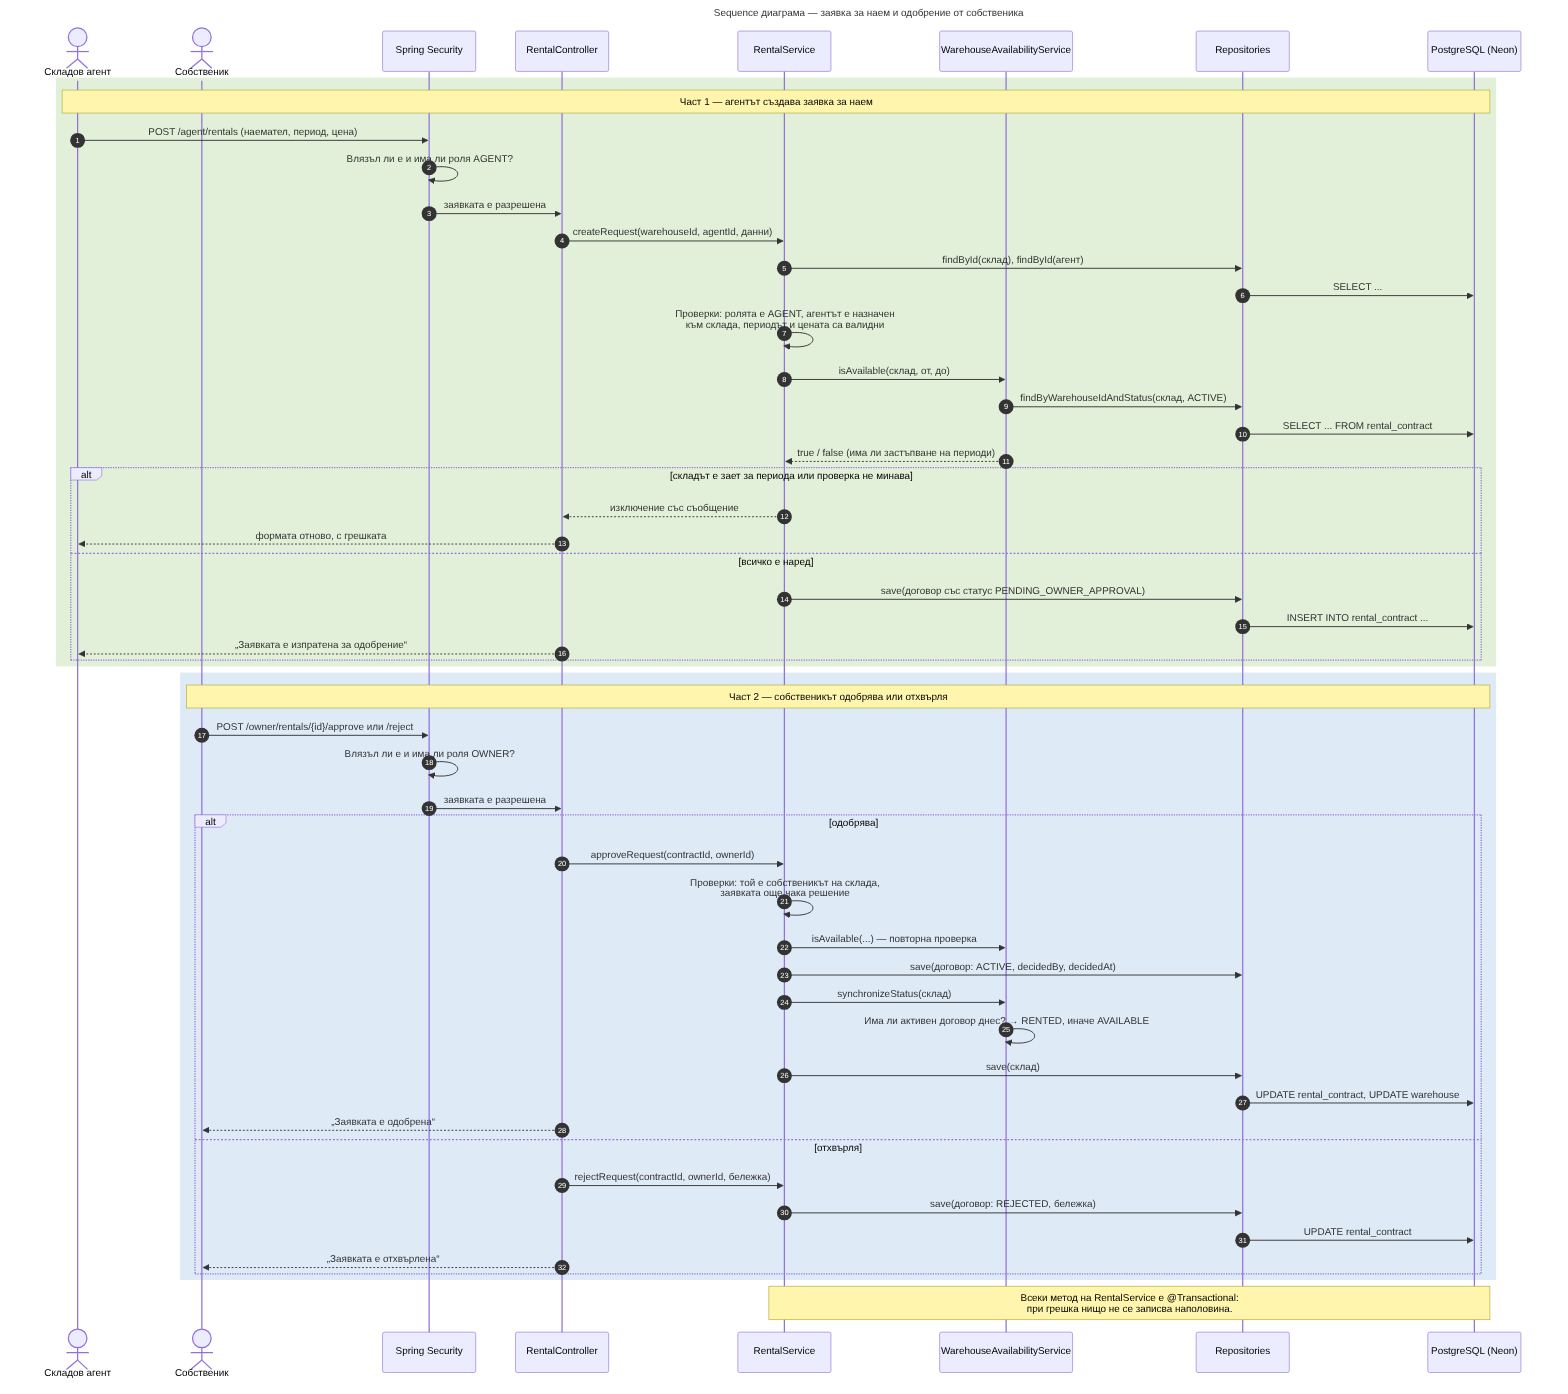 Sequence диаграма — заявка за наем и одобрение от собственика
Складов агент
Собственик
Spring Security
RentalController
RentalService
WarehouseAvailabilityService
Repositories
PostgreSQL (Neon)
Част 1 — агентът създава заявка за наем
1
POST /agent/rentals (наемател, период, цена)
Влязъл ли е и има ли роля AGENT?
2
заявката е разрешена
3
createRequest(warehouseId, agentId, данни)
4
findById(склад), findById(агент)
5
SELECT ...
6
Проверки: ролята е AGENT, агентът е назначен
към склада, периодът и цената са валидни
7
isAvailable(склад, от, до)
8
findByWarehouseIdAndStatus(склад, ACTIVE)
9
SELECT ... FROM rental_contract
10
true / false (има ли застъпване на периоди)
11
alt
[складът е зает за периода или проверка не минава]
изключение със съобщение
12
формата отново, с грешката
13
[всичко е наред]
save(договор със статус PENDING_OWNER_APPROVAL)
14
INSERT INTO rental_contract ...
15
„Заявката е изпратена за одобрение“
16
Част 2 — собственикът одобрява или отхвърля
POST /owner/rentals/{id}/approve или /reject
17
Влязъл ли е и има ли роля OWNER?
18
заявката е разрешена
19
alt
[одобрява]
approveRequest(contractId, ownerId)
20
Проверки: той е собственикът на склада,
заявката още чака решение
21
isAvailable(...) — повторна проверка
22
save(договор: ACTIVE, decidedBy, decidedAt)
23
synchronizeStatus(склад)
24
Има ли активен договор днес? → RENTED, иначе AVAILABLE
25
save(склад)
26
UPDATE rental_contract, UPDATE warehouse
27
„Заявката е одобрена“
28
[отхвърля]
rejectRequest(contractId, ownerId, бележка)
29
save(договор: REJECTED, бележка)
30
UPDATE rental_contract
31
„Заявката е отхвърлена“
32
Всеки метод на RentalService е @Transactional:
при грешка нищо не се записва наполовина.
Складов агент
Собственик
Spring Security
RentalController
RentalService
WarehouseAvailabilityService
Repositories
PostgreSQL (Neon)